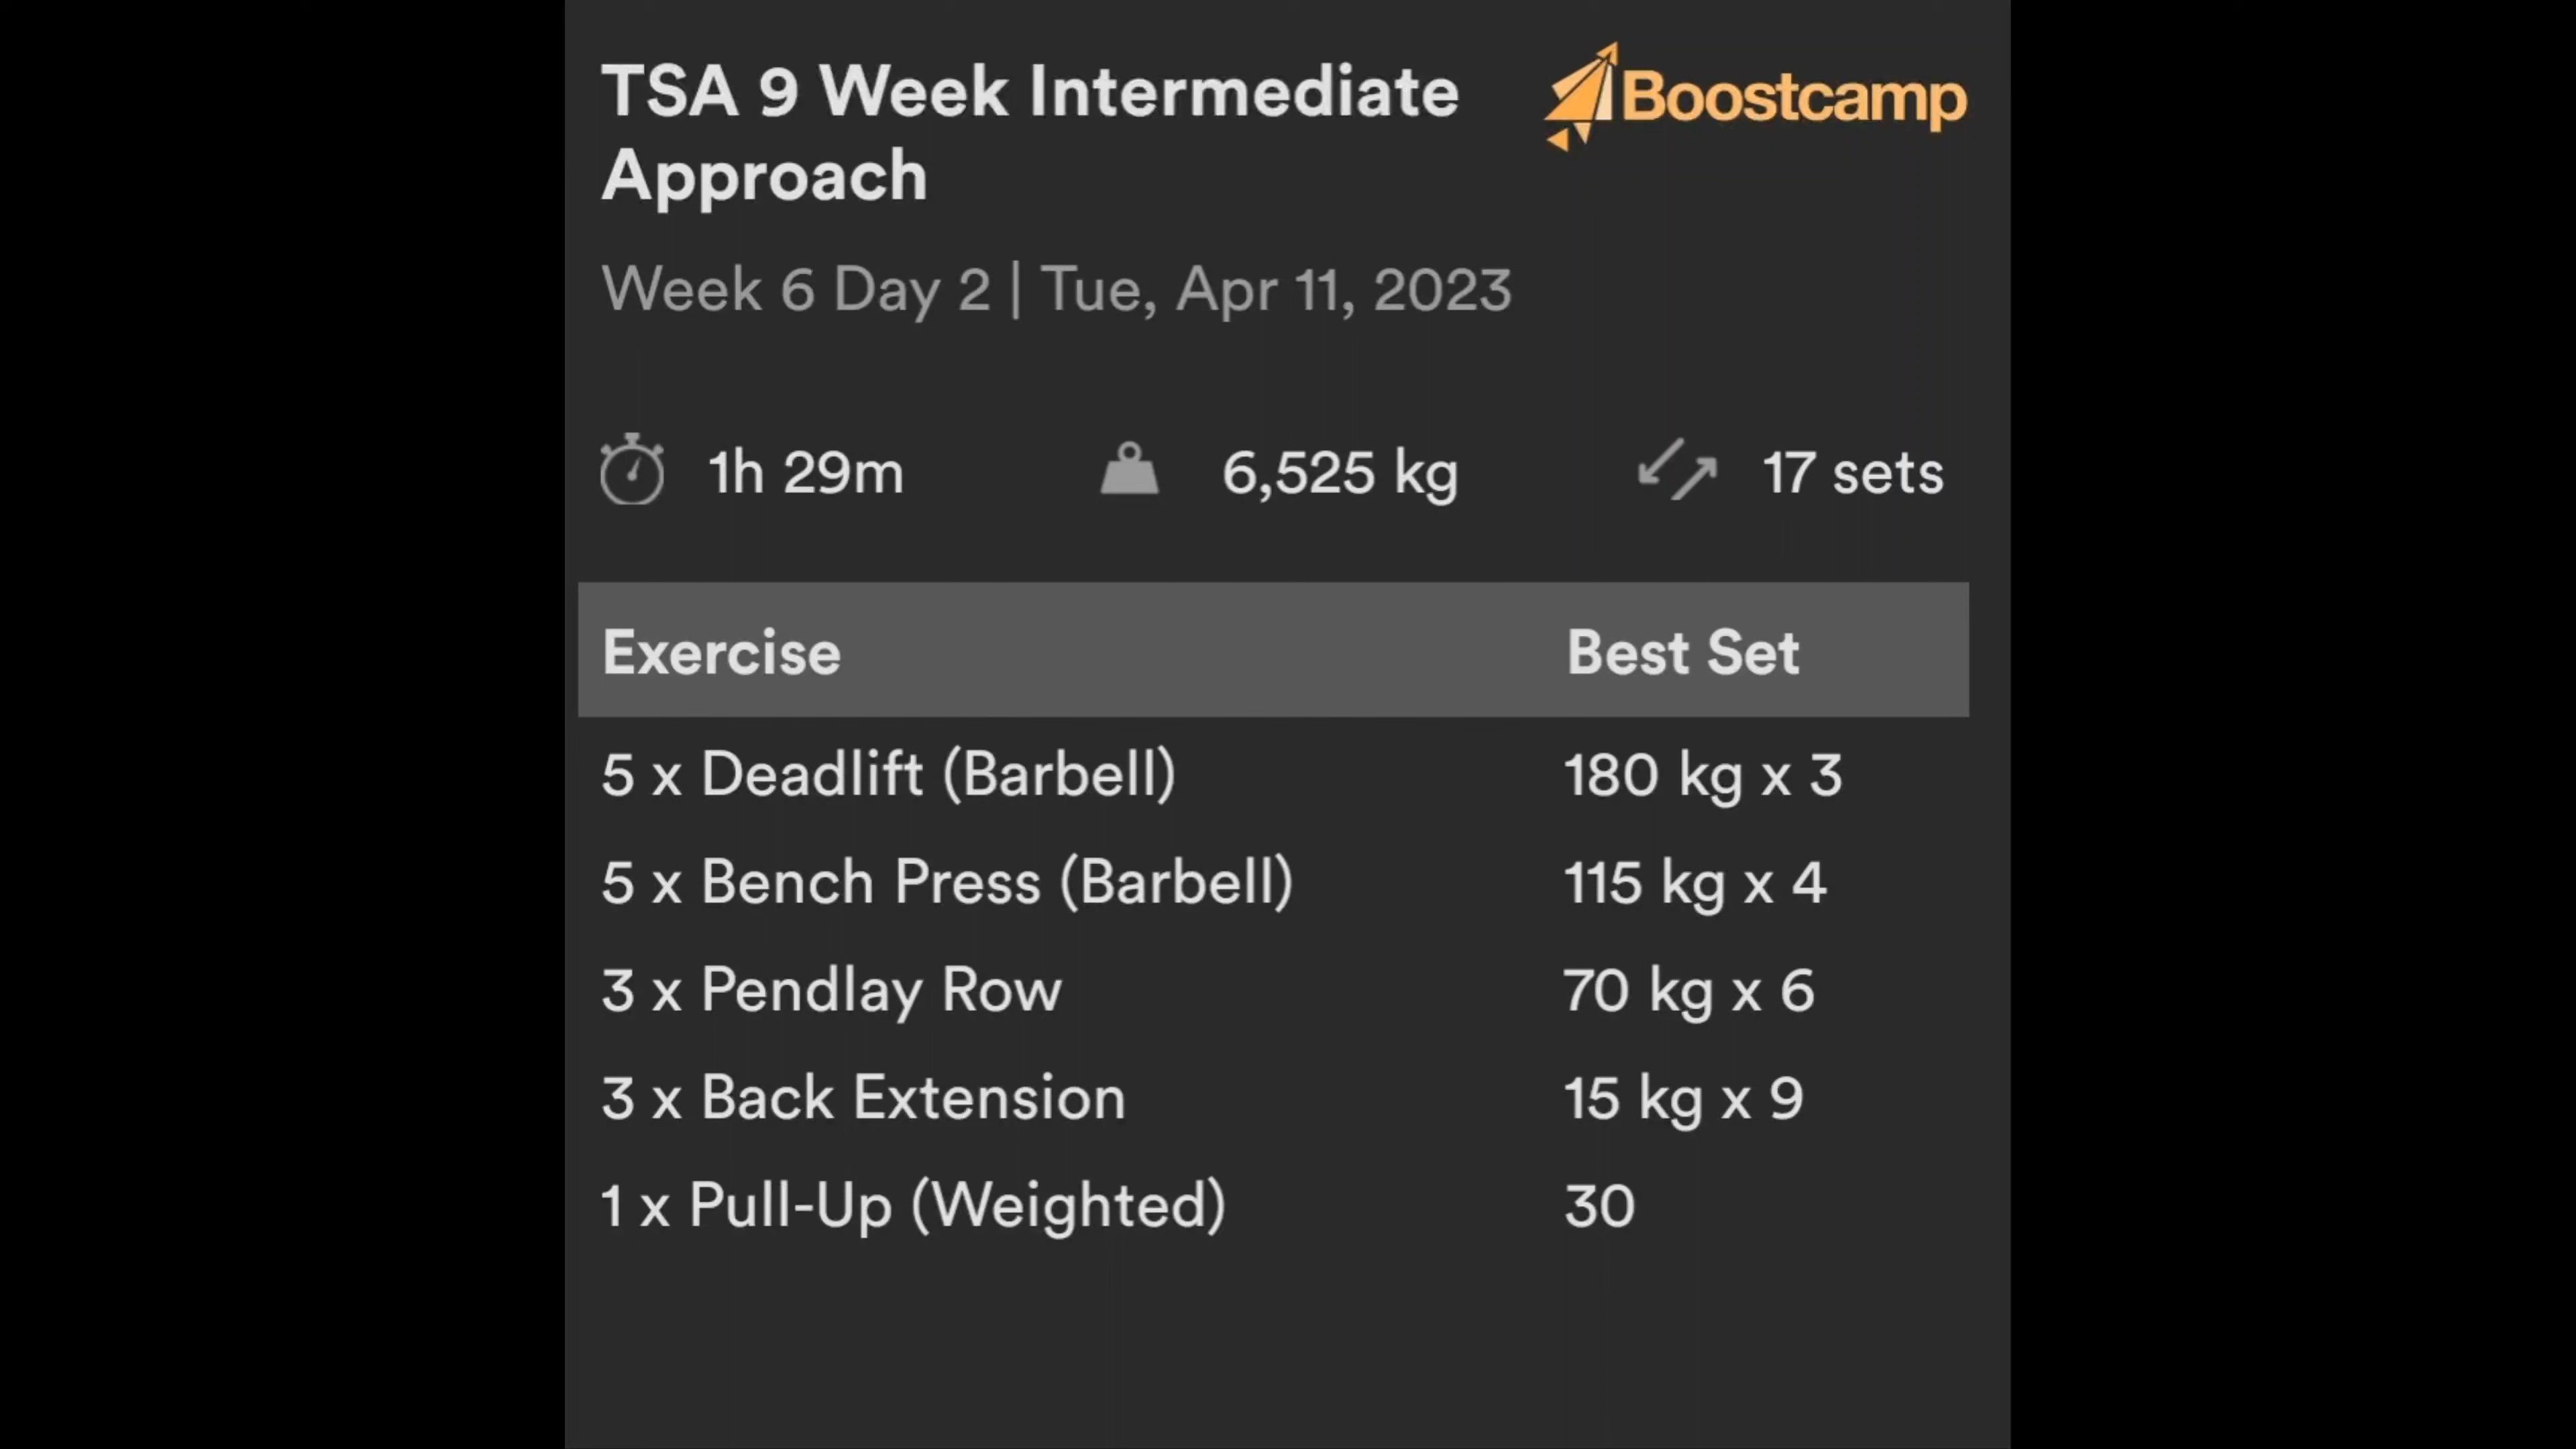 TSA 9 Week Intermediate
Approach
Boostcamp
Week 6 Day 2 | Tue, Apr 11, 2023
1h 29m 6,525 kg 17 sets
Exercise Best Set
5 x Deadlift (Barbell) 180 kg x 3
5 x Bench Press (Barbell) 115 kg x 4
3 x Pendlay Row 70 kg x 6
3 x Back Extension 15 kg x 9
1 x Pull-Up (Weighted) 30